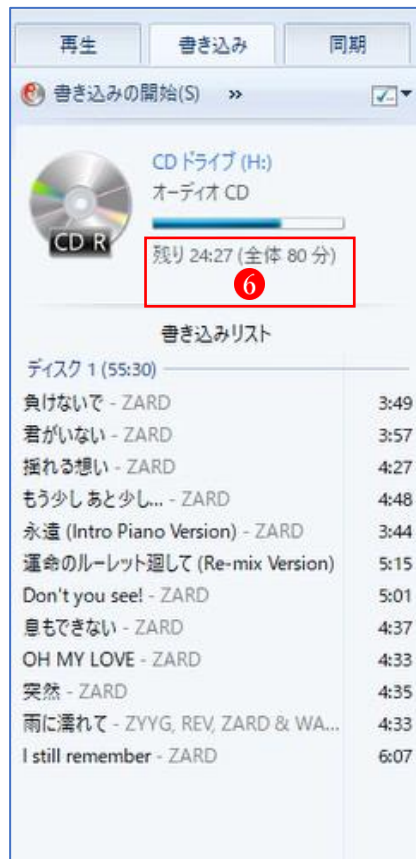 再生 書き込み 同期
書き込みの開始(S) »
CD ドライブ (H:)
オーディオ CD
CD R
残り 24:27 (全体 80 分)
6
書き込みリスト
ディスク 1 (55:30)
負けないで - ZARD 3:49
君がいない - ZARD 3:57
揺れる想い - ZARD 4:27
もう少し あと少し... - ZARD 4:48
永遠 (Intro Piano Version) - ZARD 3:44
運命のルーレット廻して (Re-mix Version) 5:15
Don't you see! - ZARD 5:01
息もできない - ZARD 4:37
OH MY LOVE - ZARD 4:33
突然 - ZARD 4:35
雨に濡れて - ZYYG, REV, ZARD & WA... 4:33
I still remember - ZARD 6:07